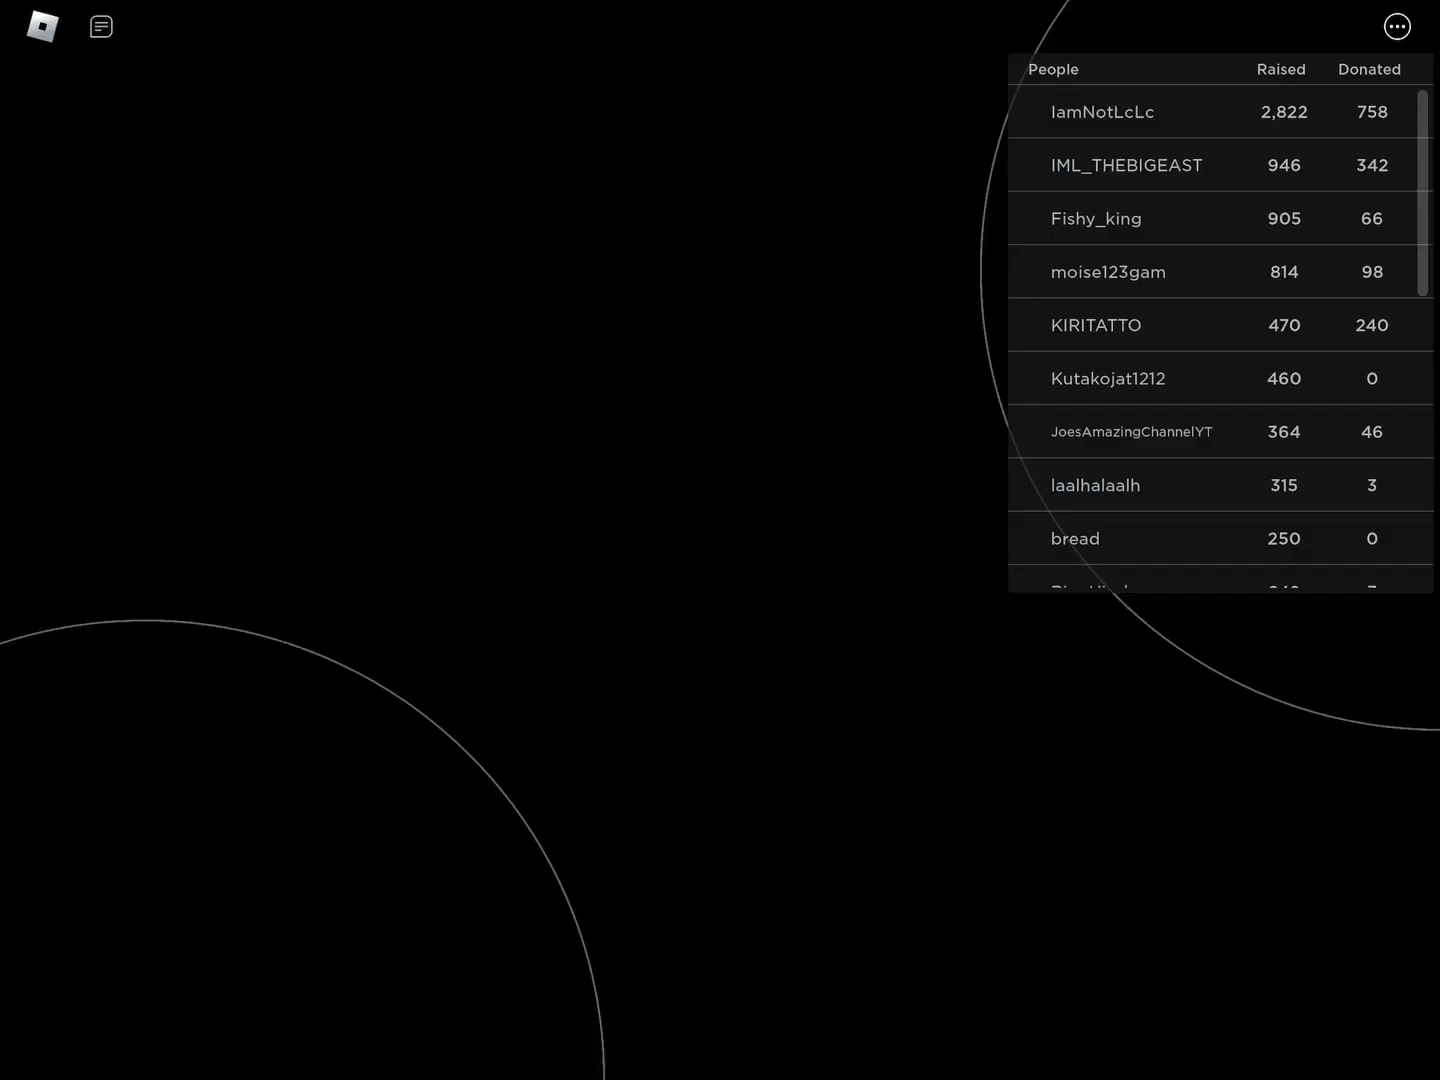 People Raised Donated
IamNotLcLc 2,822 758
IML_THEBIGEAST 946 342
Fishy_king 905 66
moise123gam 814 98
KIRITATTO 470 240
Kutakojat1212 460 0
JoesAmazingChannelYT 364 46
laalhalaalh 315 3
bread 250 0